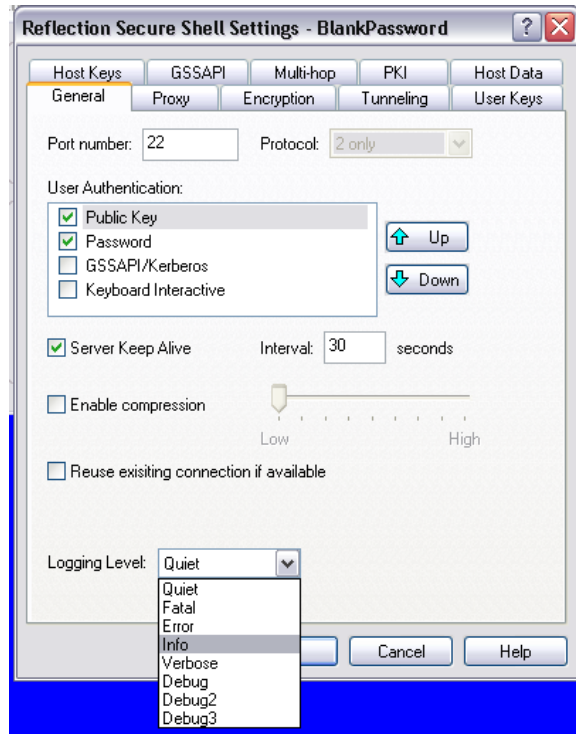 Reflection Secure Shell Settings - BlankPassword
Host Keys GSSAPI Multi-hop PKI Host Data
General Proxy Encryption Tunneling User Keys
Port number: 22 Protocol: 2 only
User Authentication:
Public Key
Password
GSSAPI/Kerberos
Keyboard Interactive
Up
Down
Server Keep Alive Interval: 30 seconds
Enable compression
Low High
Reuse exisiting connection if available
Logging Level: Quiet
Quiet
Fatal
Error
Info
Verbose
Debug
Debug2
Debug3
Cancel Help